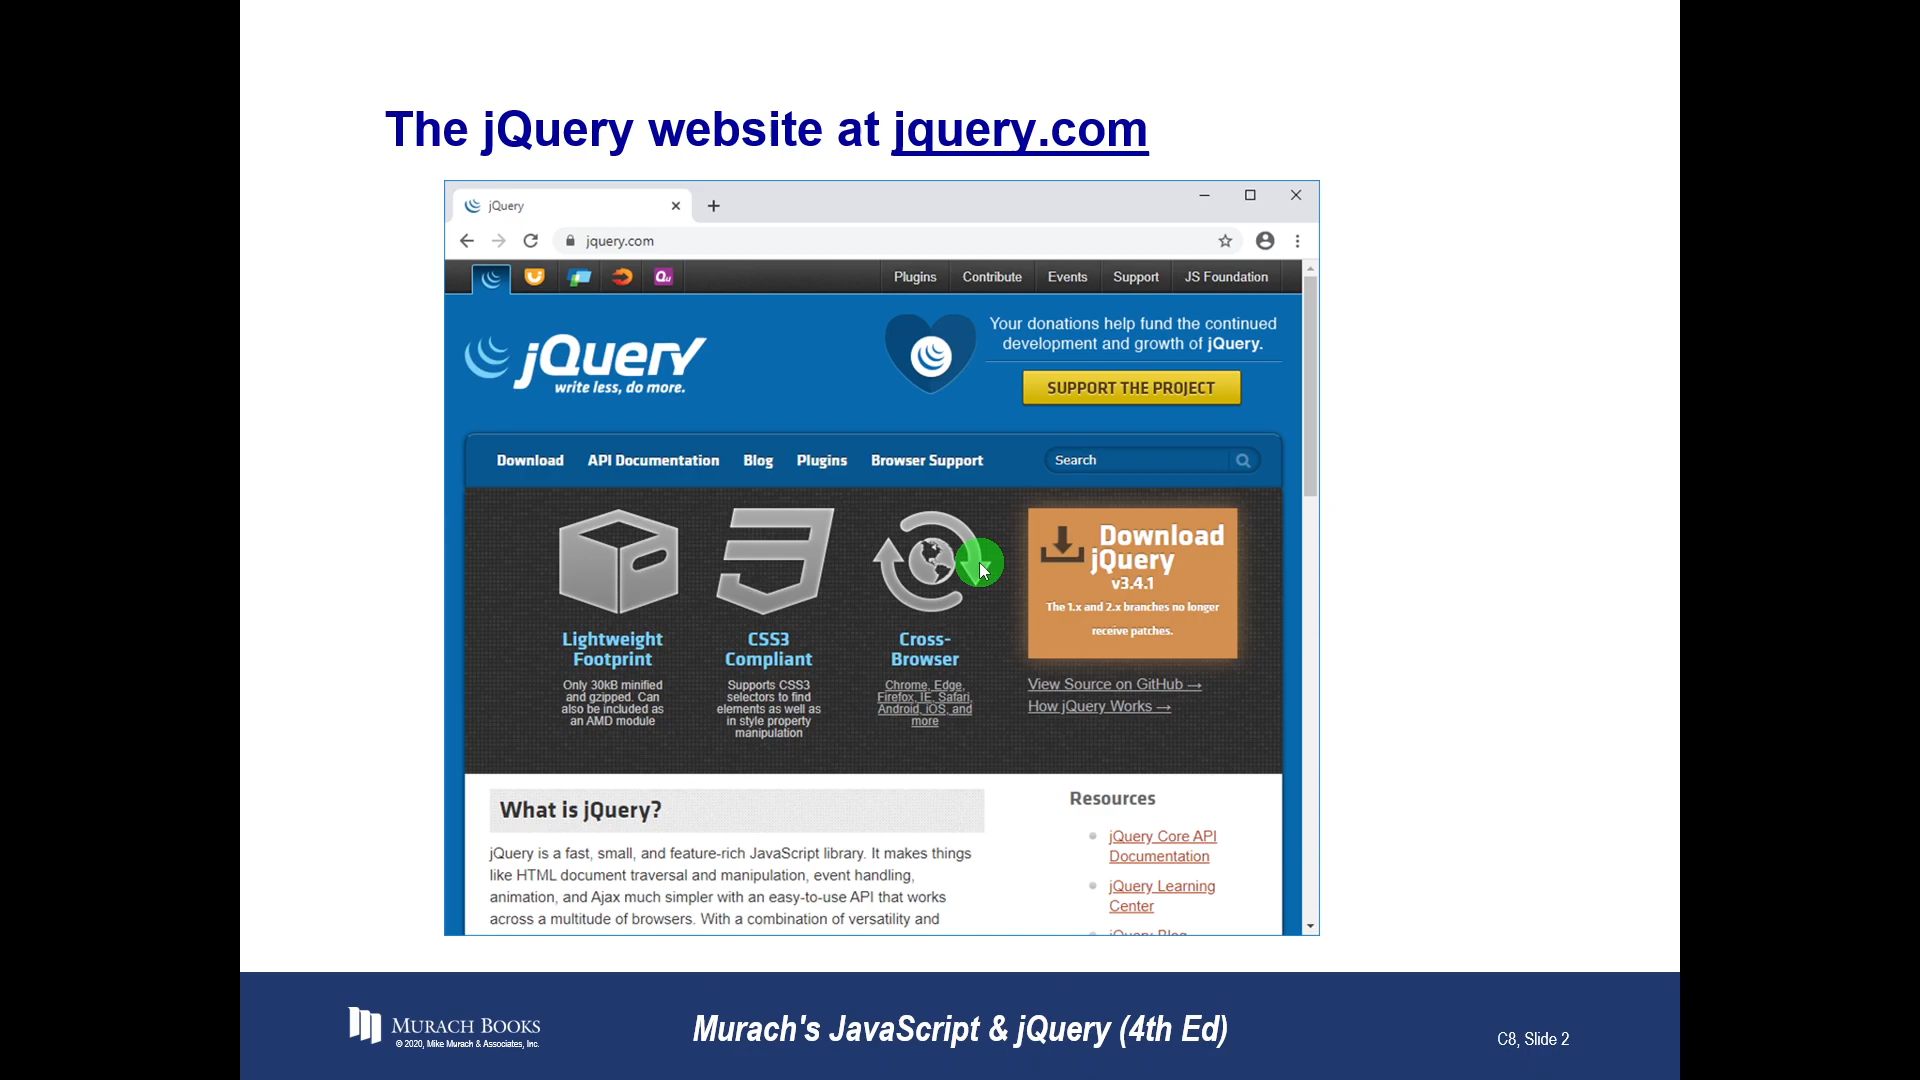 The jQuery website at jquery.com
jQuery
jquery.com
Plugins Contribute Events Support JS Foundation
jQuery
write less, do more.
Your donations help fund the continued
development and growth of jQuery.
SUPPORT THE PROJECT
Download API Documentation Blog Plugins Browser Support Search
Lightweight
Footprint
Only 30kB minified
and gzipped. Can
also be included as
an AMD module
CSS3
Compliant
Supports CSS3
selectors to find
elements as well as
in style property
manipulation
Cross-
Browser
Chrome, Edge,
Firefox, IE, Safari,
Android, iOS, and
more
Download
jQuery
v3.4.1
The 1.x and 2.x branches no longer
receive patches.
View Source on GitHub →
How jQuery Works →
What is jQuery?
jQuery is a fast, small, and feature-rich JavaScript library. It makes things
like HTML document traversal and manipulation, event handling,
animation, and Ajax much simpler with an easy-to-use API that works
across a multitude of browsers. With a combination of versatility and
Resources
jQuery Core API
Documentation
jQuery Learning
Center
jQuery Blog
MURACH BOOKS
© 2020, Mike Murach & Associates, Inc.
Murach's JavaScript & jQuery (4th Ed)
C8, Slide 2